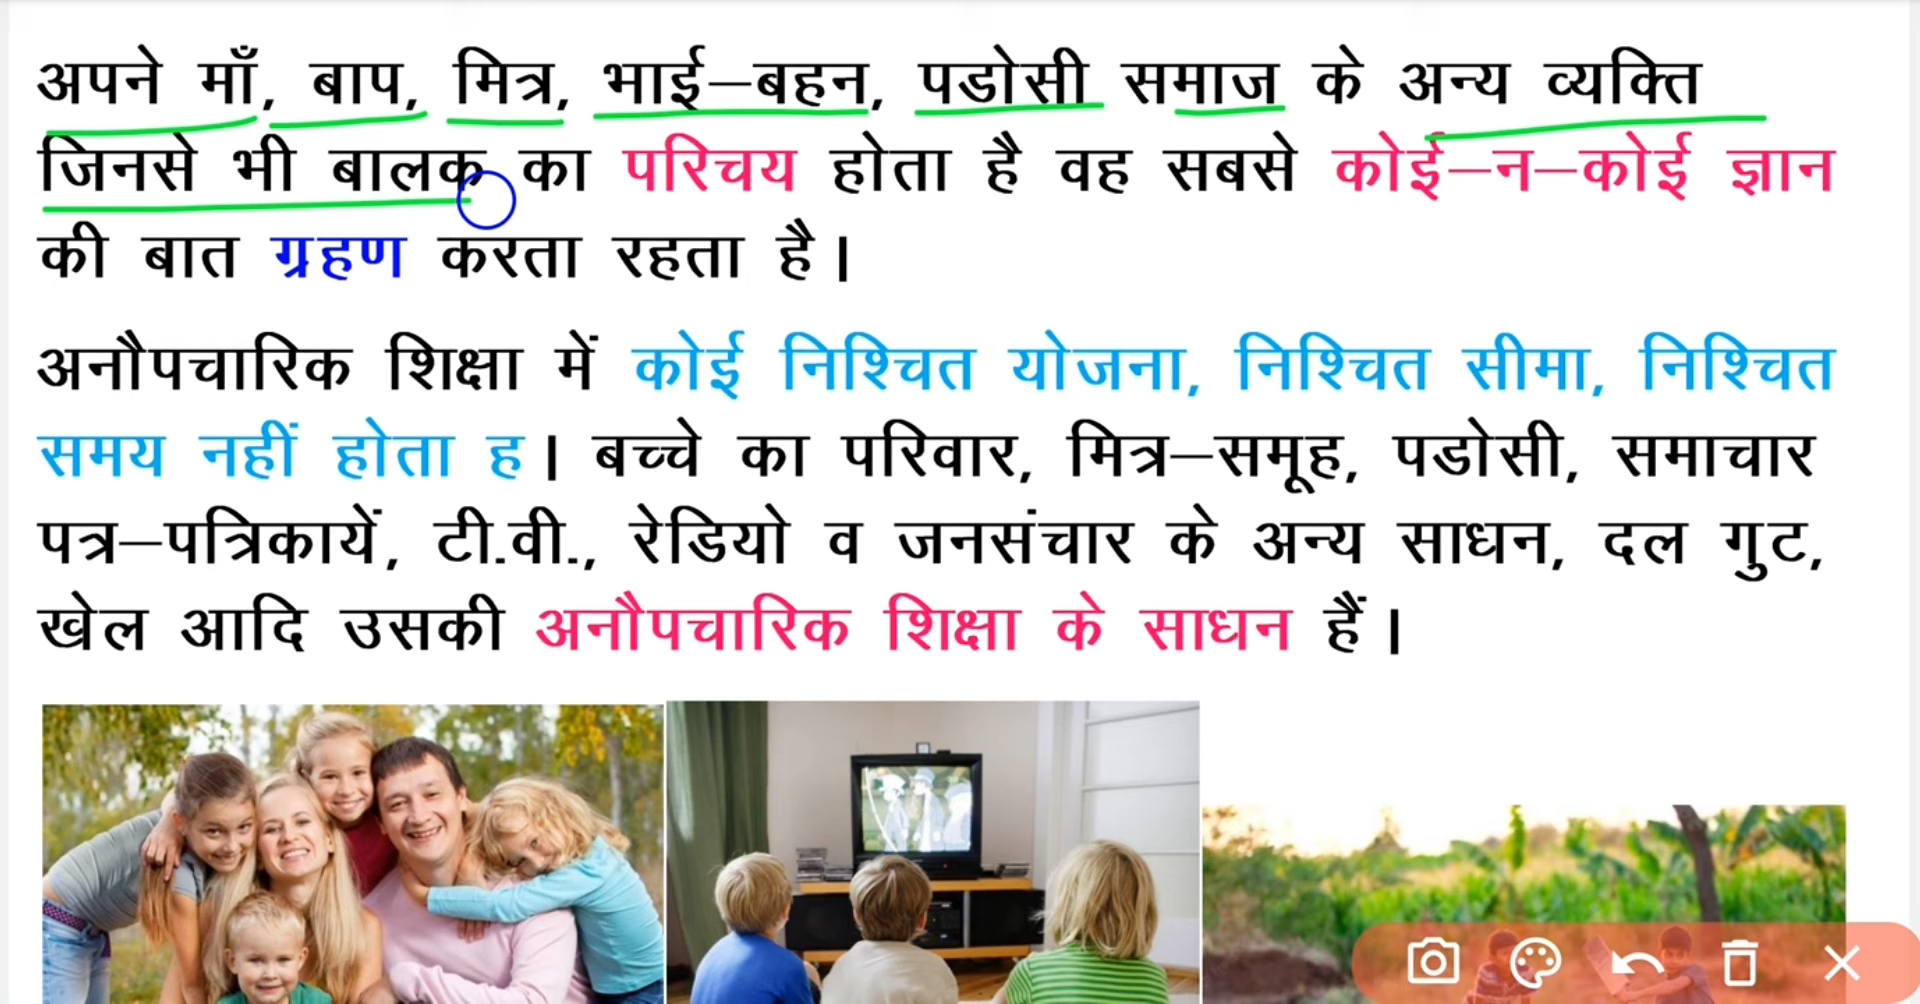 अपने माँ, बाप, मित्र, भाई–बहन, पडोसी समाज के अन्य व्यक्ति
जिनसे भी बालक का परिचय होता है वह सबसे कोई–न–कोई ज्ञान
की बात ग्रहण करता रहता है।
अनौपचारिक शिक्षा में कोई निश्चित योजना, निश्चित सीमा, निश्चित
समय नहीं होता ह। बच्चे का परिवार, मित्र–समूह, पडोसी, समाचार
पत्र–पत्रिकायें, टी.वी., रेडियो व जनसंचार के अन्य साधन, दल गुट,
खेल आदि उसकी अनौपचारिक शिक्षा के साधन हैं।